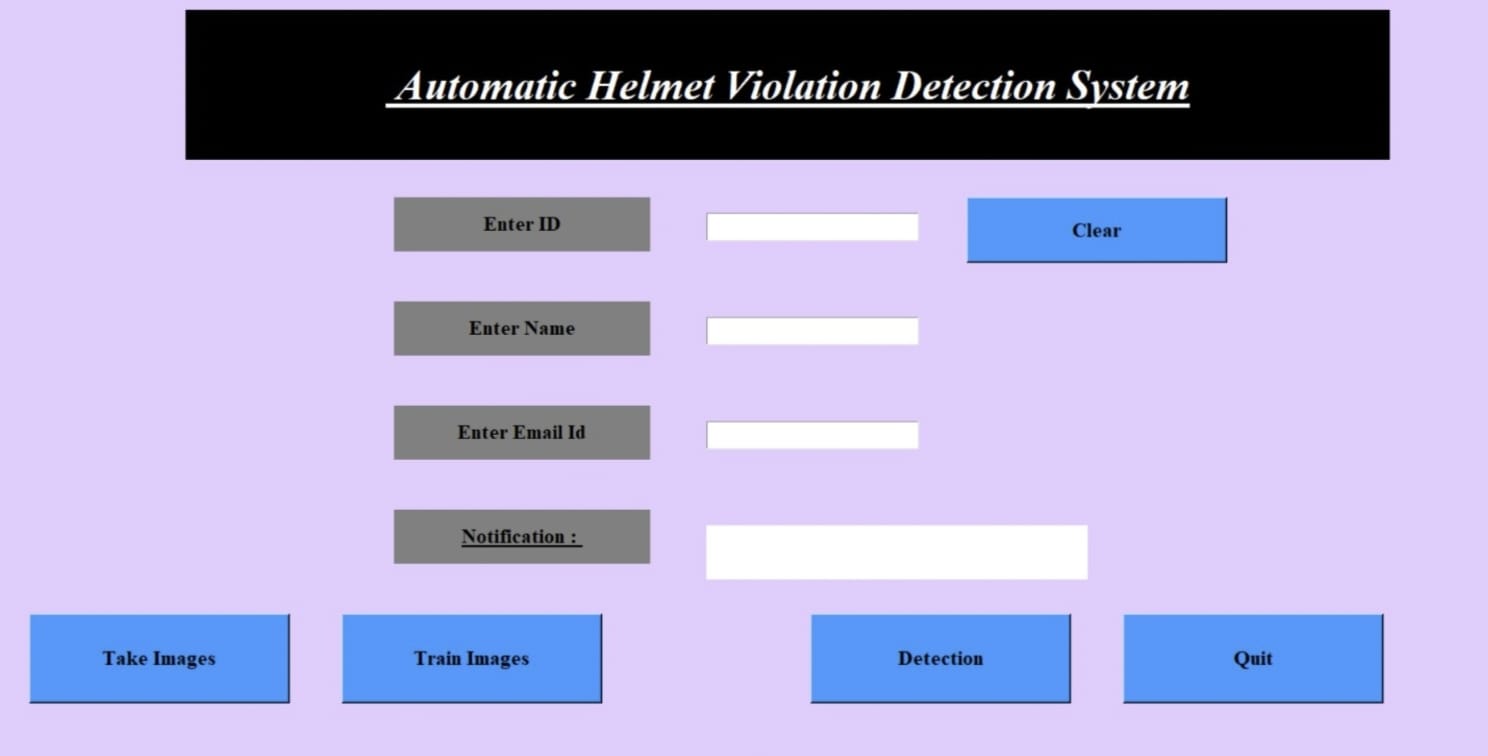 Automatic Helmet Violation Detection System
Enter ID
Clear
Enter Name
Enter Email Id
Notification :
Take Images
Train Images
Detection
Quit